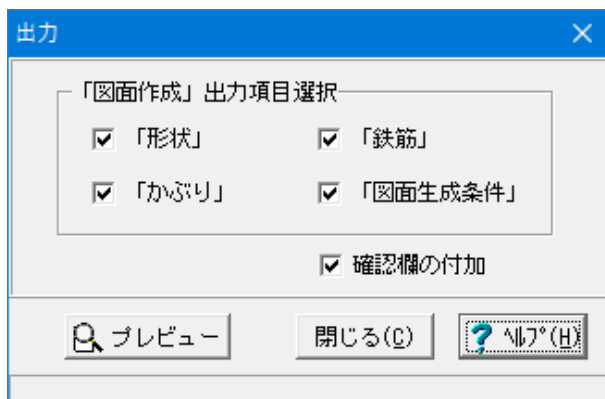 出力
「図面作成」出力項目選択
「形状」 「鉄筋」
「かぶり」 「図面生成条件」
確認欄の付加
プレビュー 閉じる(C) ヘルプ(H)